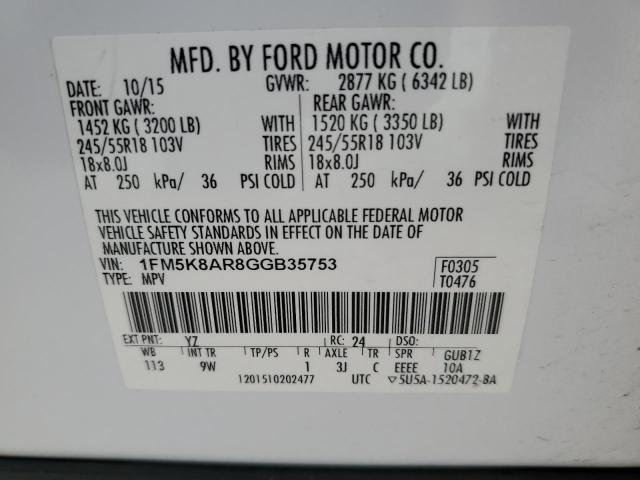 MFD. BY FORD MOTOR CO.
DATE: 10/15 GVWR: 2877 KG ( 6342 LB)
FRONT GAWR: REAR GAWR:
1452 KG ( 3200 LB) WITH 1520 KG ( 3350 LB) WITH
245/55R18 103V TIRES 245/55R18 103V TIRES
18x8.0J RIMS 18x8.0J RIMS
AT 250 kPa/ 36 PSI COLD AT 250 kPa/ 36 PSI COLD
THIS VEHICLE CONFORMS TO ALL APPLICABLE FEDERAL MOTOR
VEHICLE SAFETY STANDARDS IN EFFECT ON THE DATE OF
MANUFACTURE SHOWN ABOVE.
VIN: 1FM5K8AR8GGB35753 F0305
TYPE: MPV T0476
EXT PNT: YZ RC: 24 DSO:
WB INT TR TP/PS R AXLE TR SPR GUB1Z
113 9W 1 3J C EEEE 10A
1201510202477 UTC ▽5U5A-1520472-BA